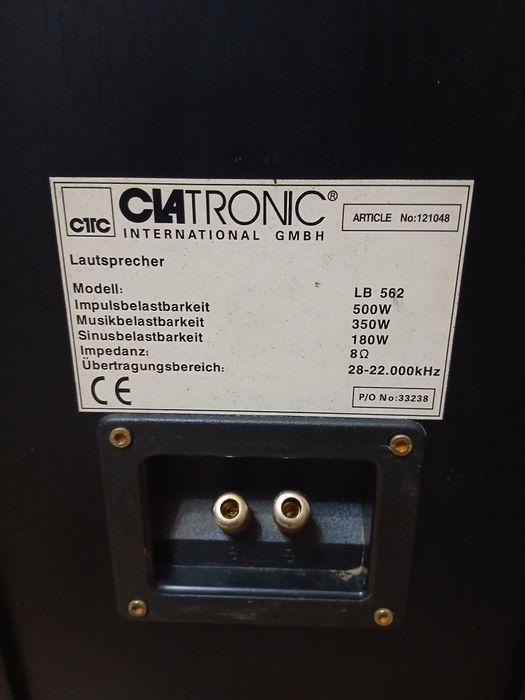 CTC CLATRONIC®
INTERNATIONAL GMBH
ARTICLE No:121048
Lautsprecher
Modell: LB 562
Impulsbelastbarkeit 500W
Musikbelastbarkeit 350W
Sinusbelastbarkeit 180W
Impedanz: 8Ω
Übertragungsbereich: 28-22.000kHz
CE
P/O No:33238